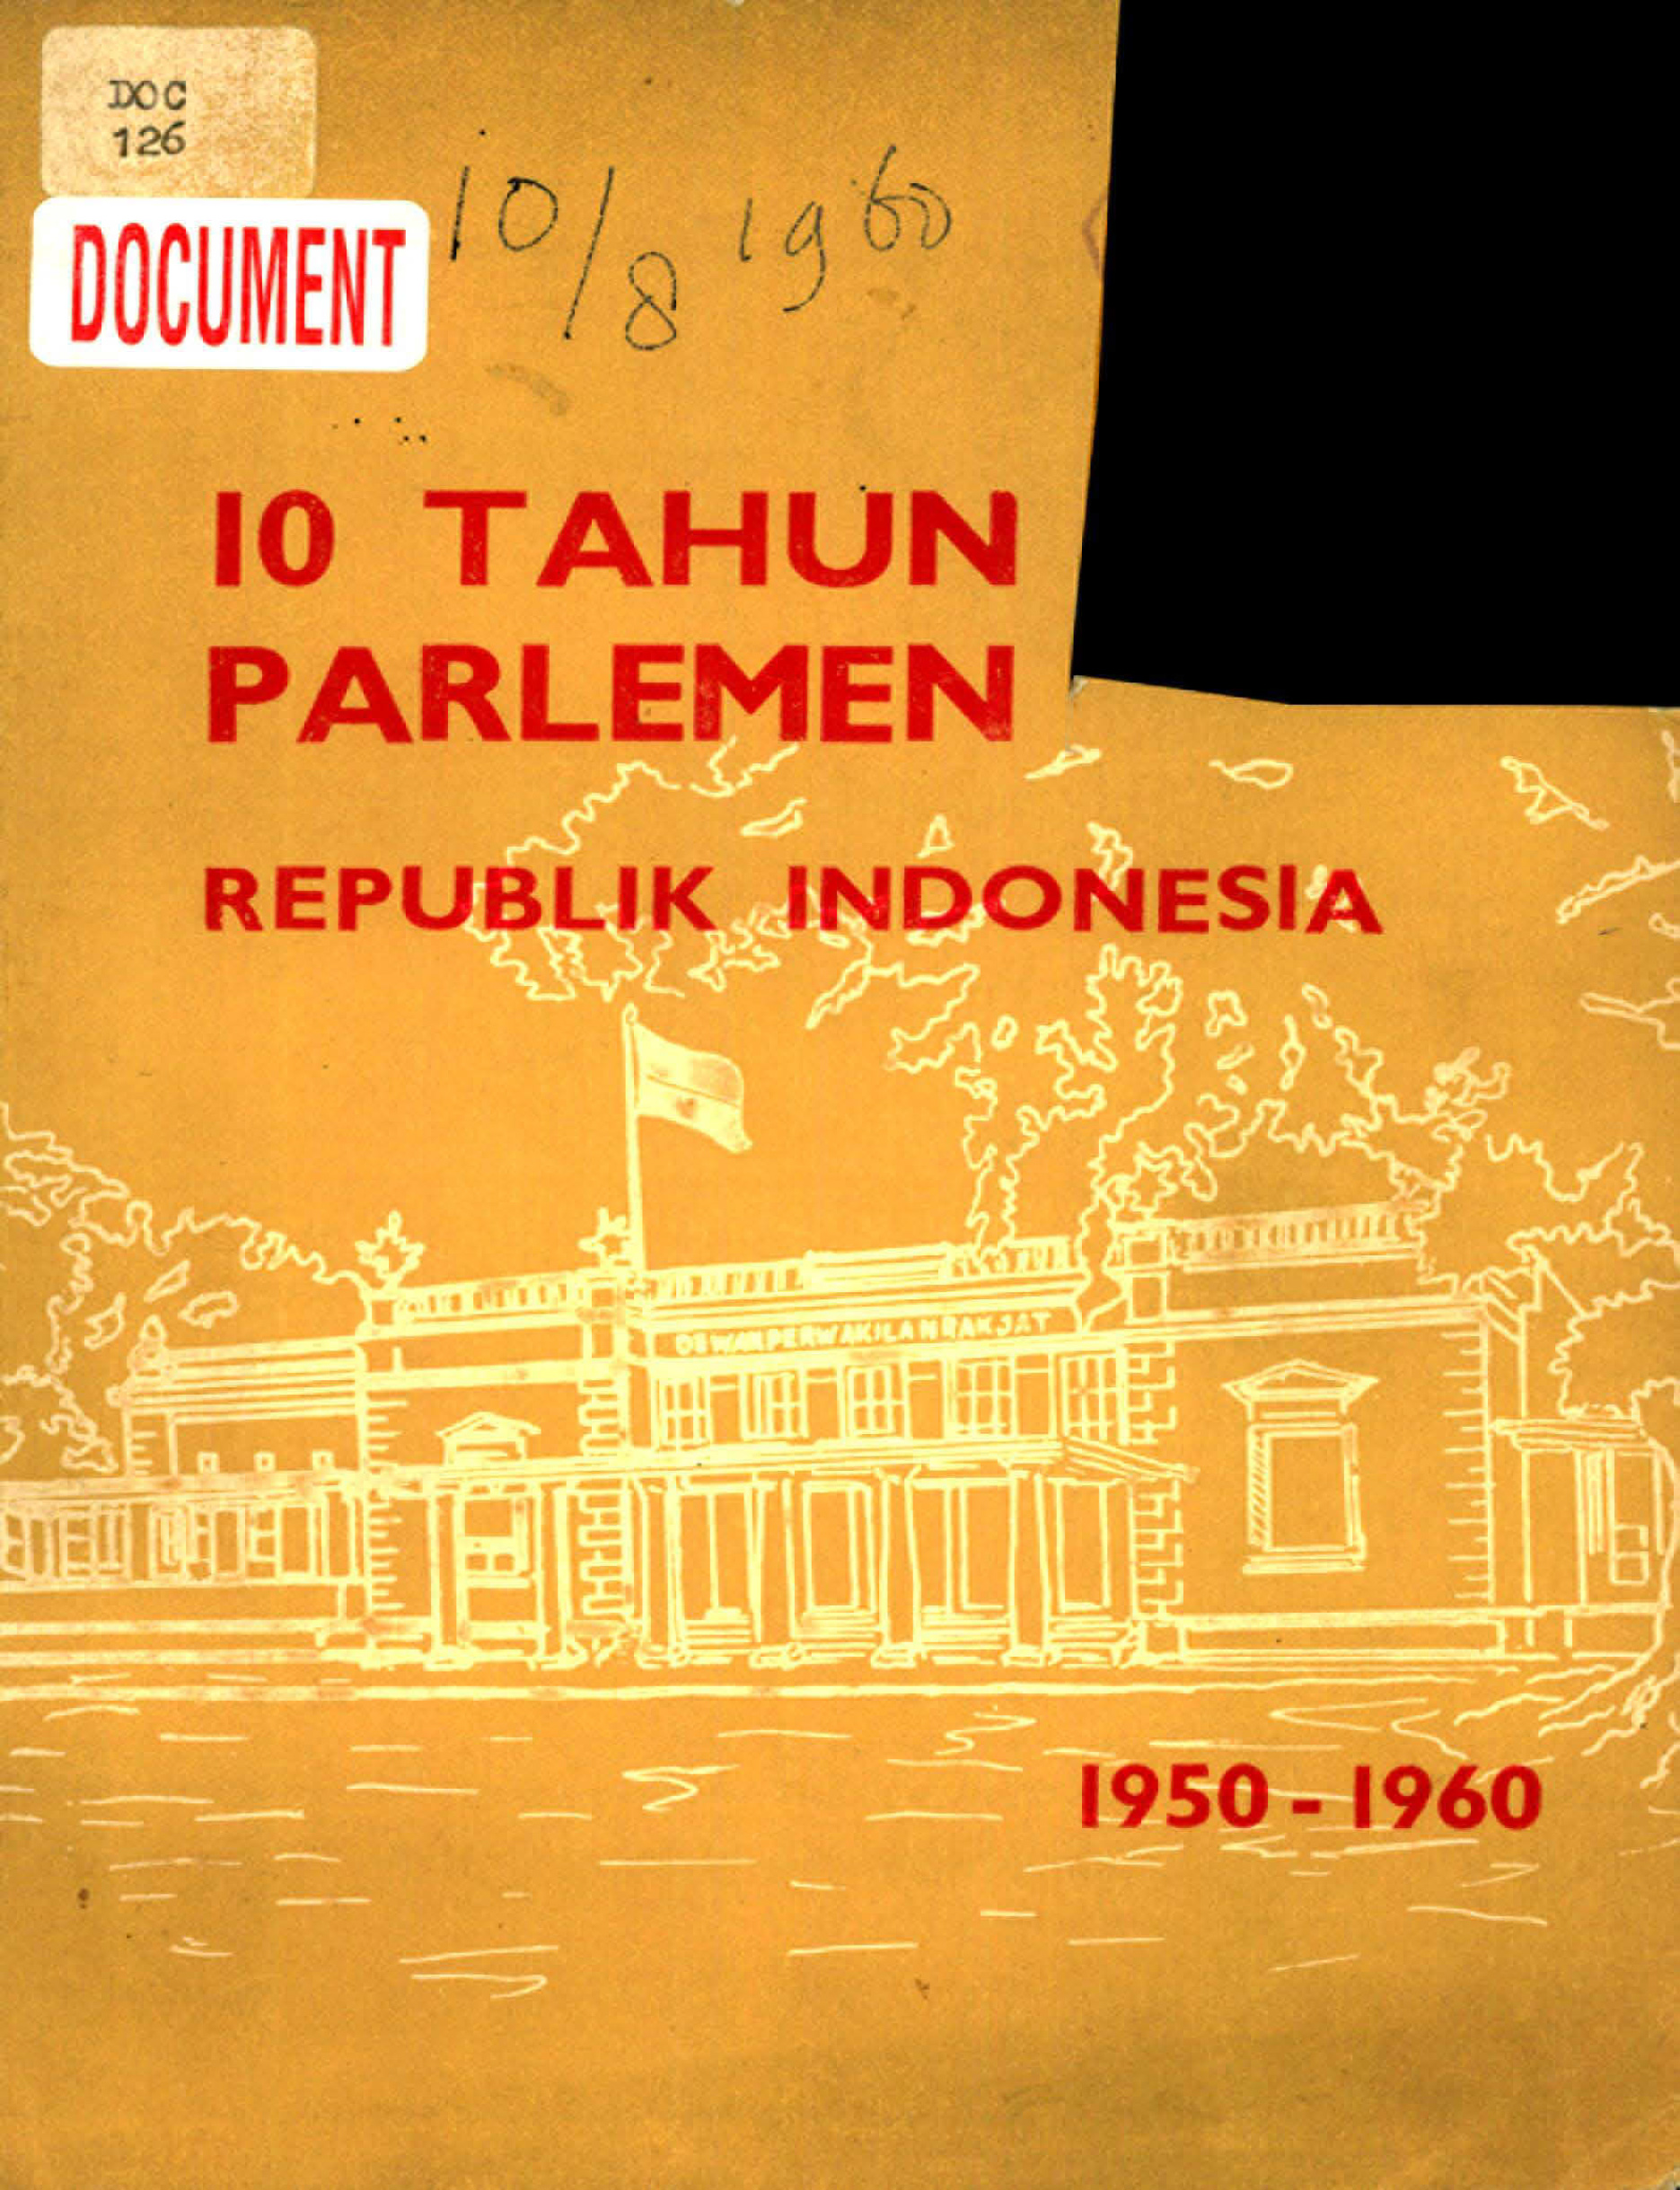 DOC
126
DOCUMENT
10/8 1960
10 TAHUN
PARLEMEN
REPUBLIK INDONESIA
DEWAN PERWAKILAN RAKJAT
1950 - 1960